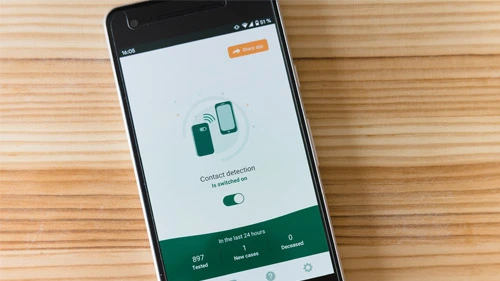 16:05
51 %
Share app
Contact detection
Is switched on
In the last 24 hours
897
Tested
1
New cases
0
Deceased